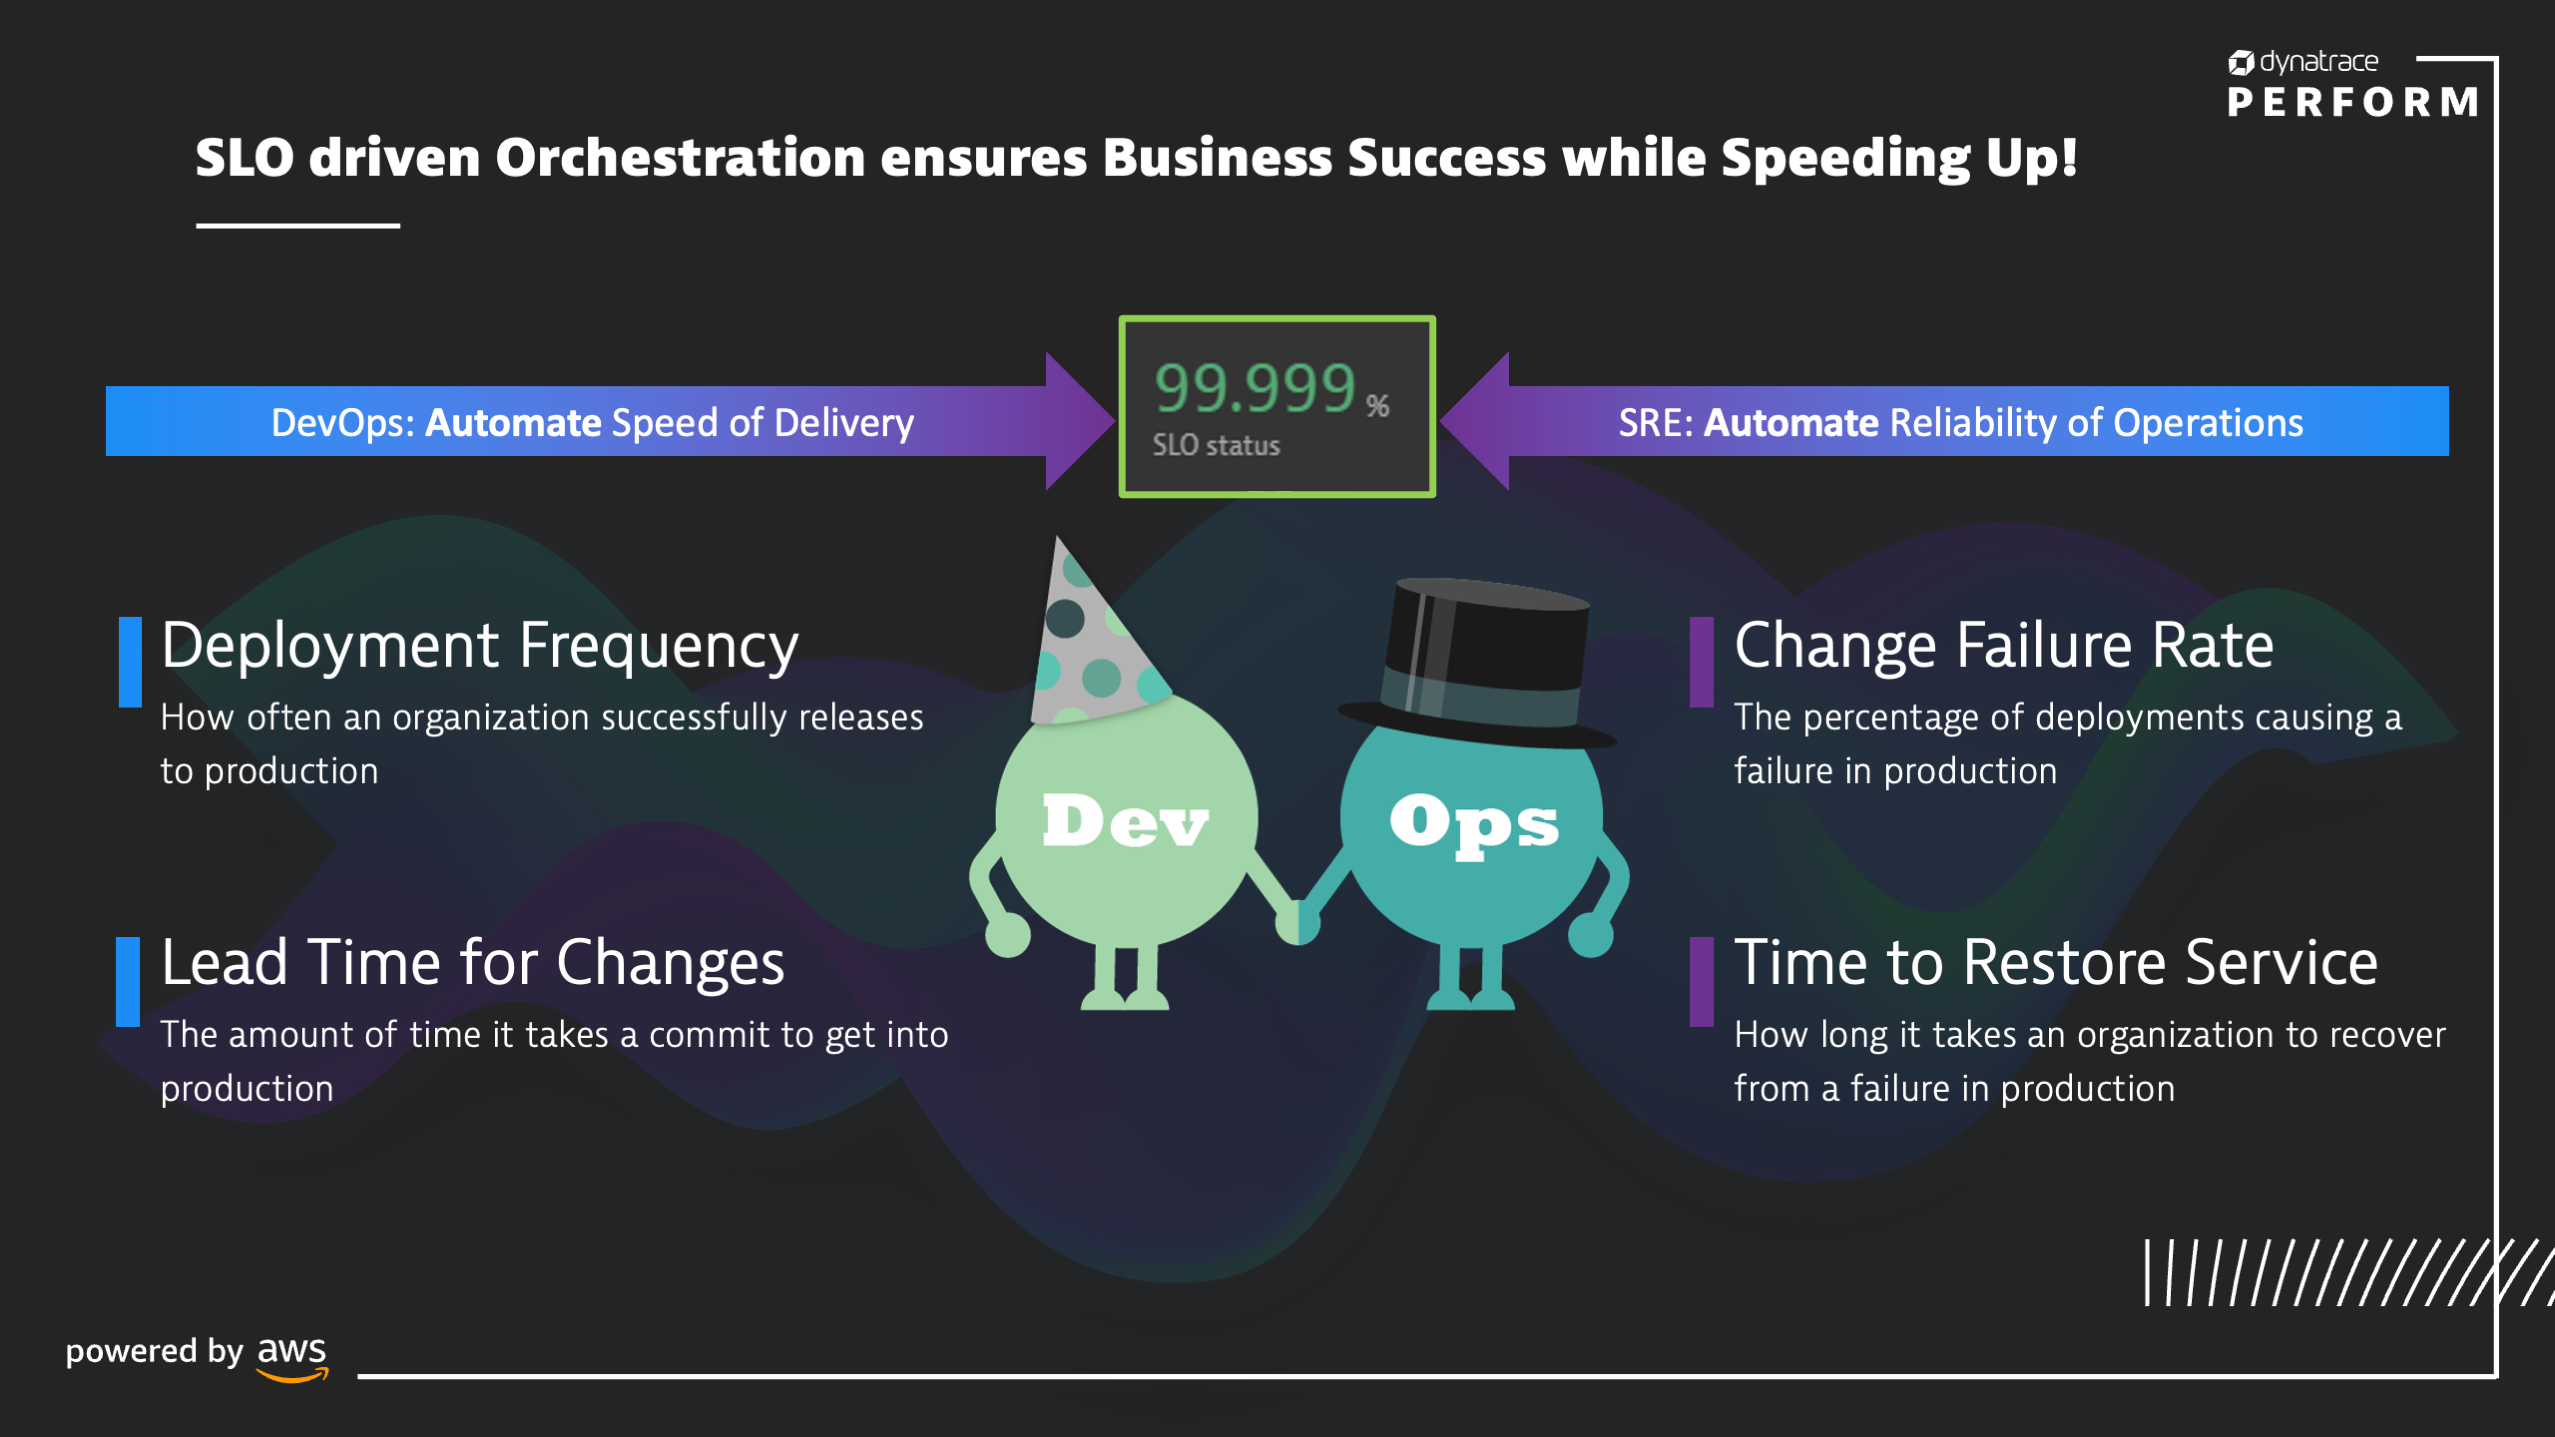 dynatrace
PERFORM
SLO driven Orchestration ensures Business Success while Speeding Up!
DevOps: Automate Speed of Delivery
99.999 %
SLO status
SRE: Automate Reliability of Operations
Deployment Frequency
How often an organization successfully releases
to production
Lead Time for Changes
The amount of time it takes a commit to get into
production
Dev
Ops
Change Failure Rate
The percentage of deployments causing a
failure in production
Time to Restore Service
How long it takes an organization to recover
from a failure in production
powered by aws